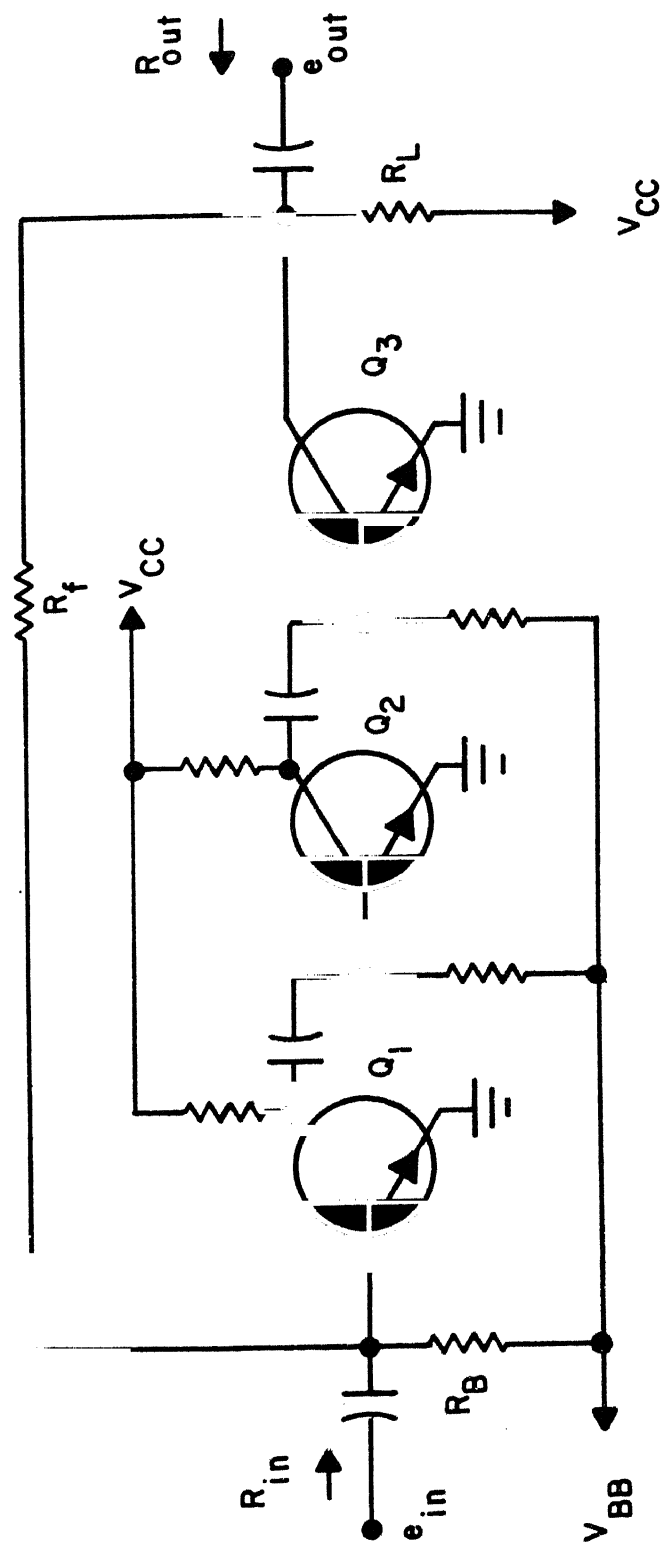 R_f
V_CC
R_out
e_out
R_in
e_in
Q_1
Q_2
Q_3
R_L
V_CC
R_B
V_BB